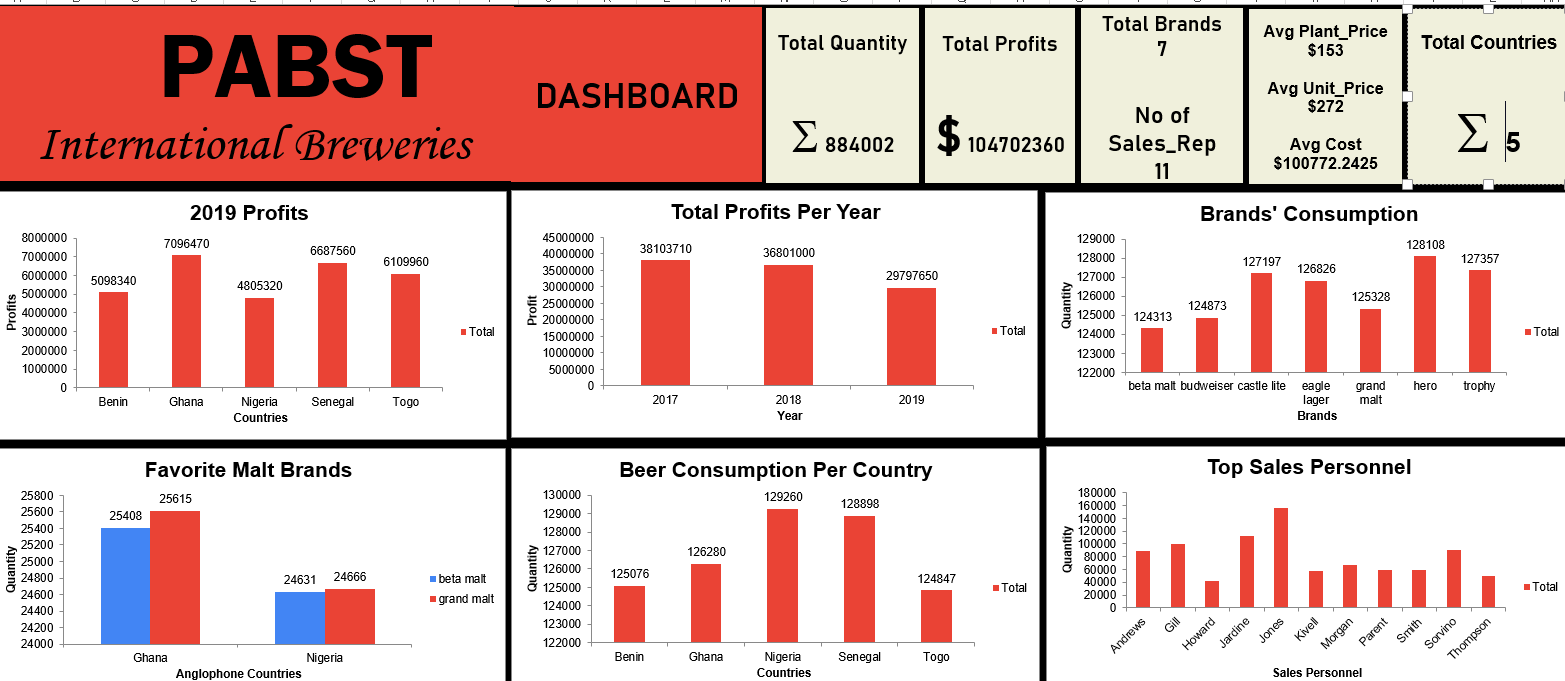 PABST
International Breweries
DASHBOARD
Total Quantity
Σ 884002
Total Profits
$ 104702360
Total Brands
7
No of
Sales_Rep
11
Avg Plant_Price
$153
Avg Unit_Price
$272
Avg Cost
$100772.2425
Total Countries
Σ 5
2019 Profits
8000000
7000000
6000000
5000000
4000000
3000000
2000000
1000000
0
Profits
5098340
7096470
4805320
6687560
6109960
Benin
Ghana
Nigeria
Senegal
Togo
Countries
Total
Total Profits Per Year
45000000
40000000
35000000
30000000
25000000
20000000
15000000
10000000
5000000
0
Profit
38103710
36801000
29797650
2017
2018
2019
Year
Total
Brands' Consumption
129000
128000
127000
126000
125000
124000
123000
122000
Quantity
124313
124873
127197
126826
125328
128108
127357
beta malt
budweiser
castle lite
eagle
lager
grand
malt
hero
trophy
Brands
Total
Favorite Malt Brands
25800
25600
25400
25200
25000
24800
24600
24400
24200
24000
Quantity
25408
25615
24631
24666
Ghana
Nigeria
Anglophone Countries
beta malt
grand malt
Beer Consumption Per Country
130000
129000
128000
127000
126000
125000
124000
123000
122000
Quantity
125076
126280
129260
128898
124847
Benin
Ghana
Nigeria
Senegal
Togo
Countries
Total
Top Sales Personnel
180000
160000
140000
120000
100000
80000
60000
40000
20000
0
Quantity
Andrews
Gill
Howard
Jardine
Jones
Kivell
Morgan
Parent
Smith
Sorvino
Thompson
Sales Personnel
Total